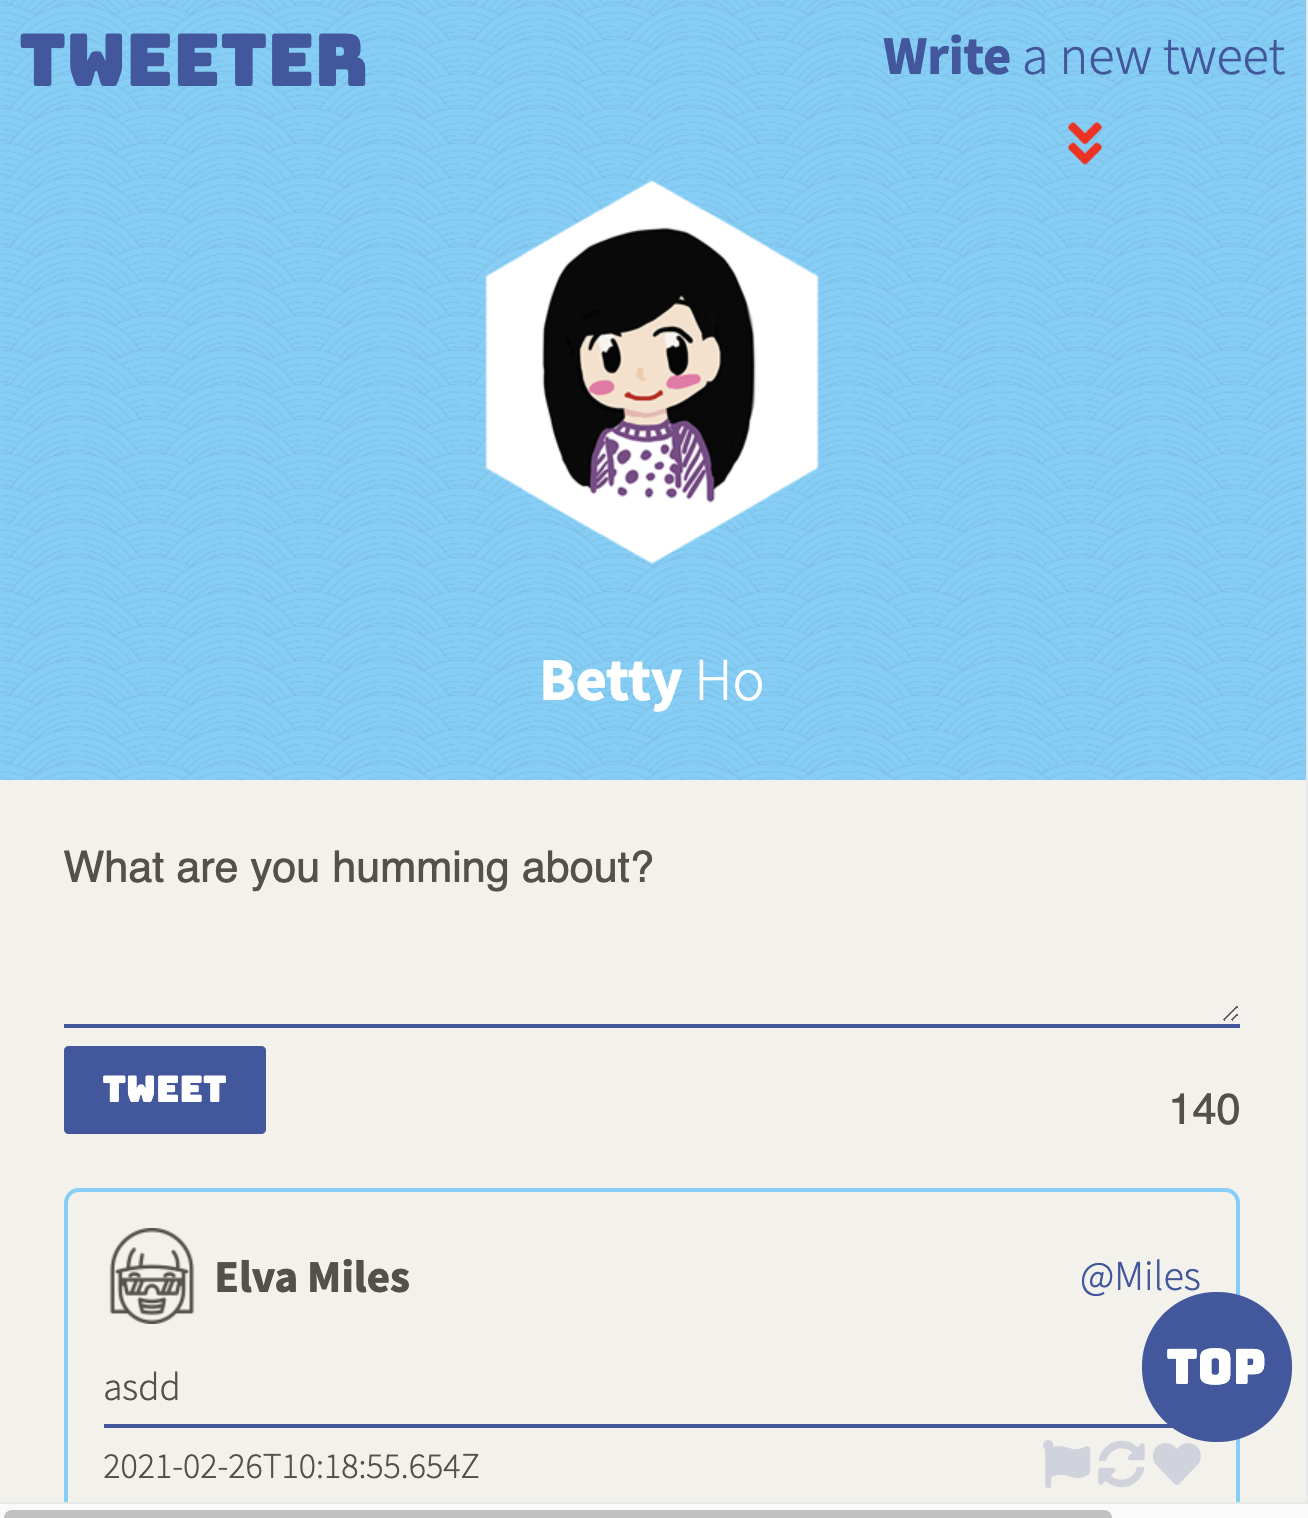 TWEETER
Write a new tweet
Betty Ho
What are you humming about?
TWEET
140
Elva Miles
@Miles
TOP
asdd
2021-02-26T10:18:55.654Z